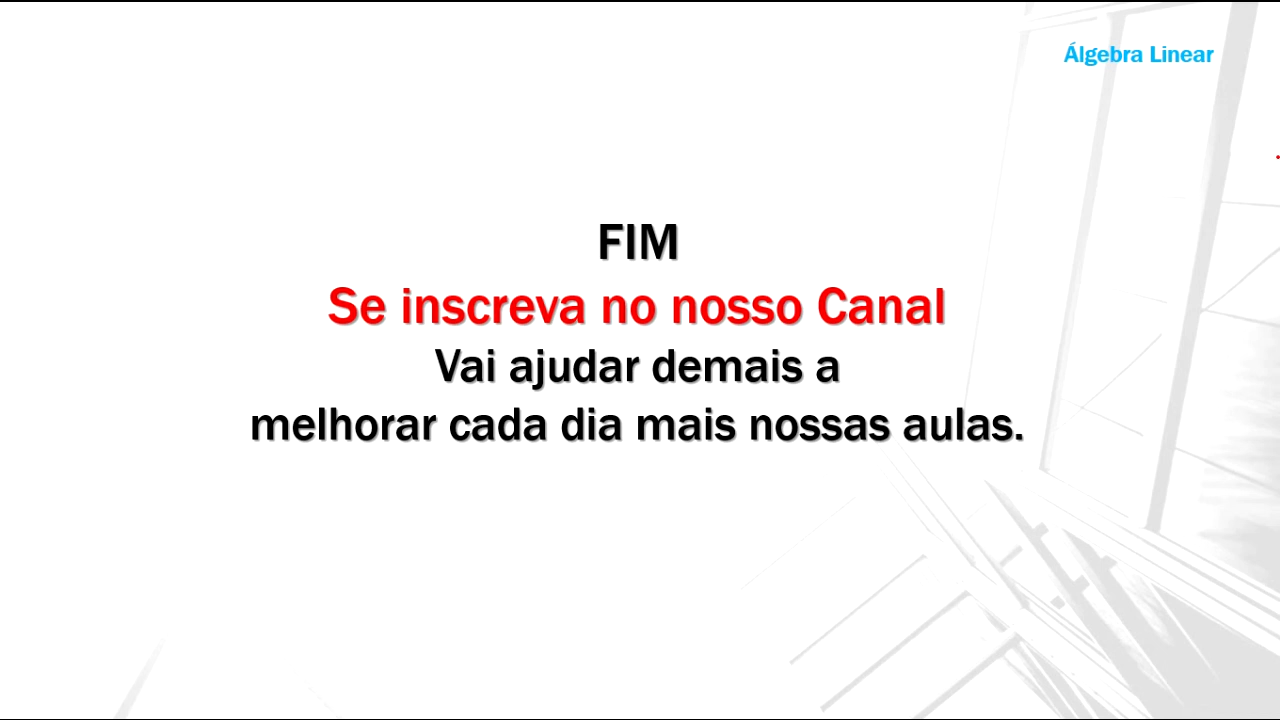 Álgebra Linear
FIM
Se inscreva no nosso Canal
Vai ajudar demais a
melhorar cada dia mais nossas aulas.